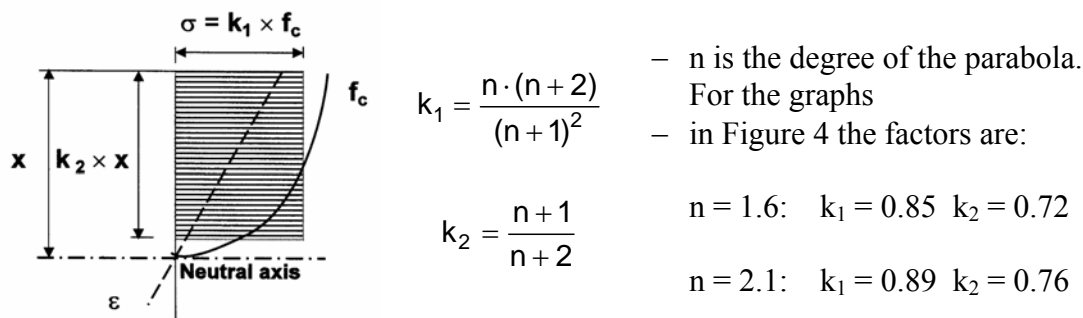 σ = k₁ × f_c
f_c
x
k₂ × x
Neutral axis
ε
k₁ = n · (n + 2) / (n + 1)²
k₂ = n + 1 / n + 2
– n is the degree of the parabola.
For the graphs
– in Figure 4 the factors are:
n = 1.6: k₁ = 0.85 k₂ = 0.72
n = 2.1: k₁ = 0.89 k₂ = 0.76